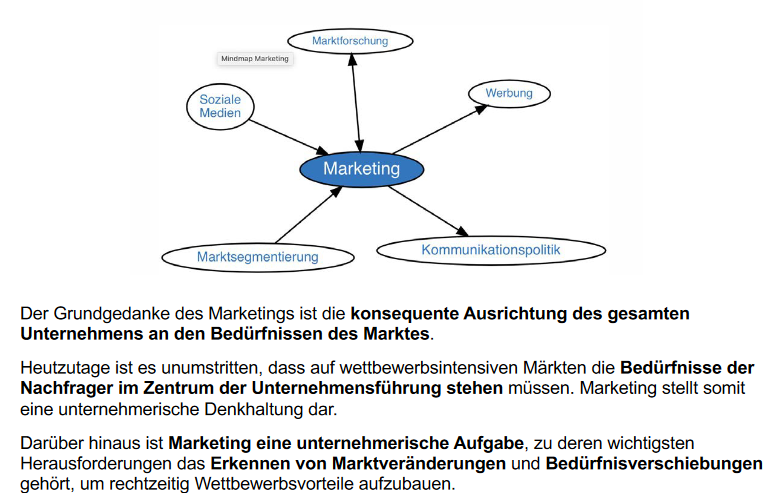 Marktforschung
Mindmap Marketing
Werbung
Soziale
Medien
Marketing
Kommunikationspolitik
Marktsegmentierung
Der Grundgedanke des Marketings ist die konsequente Ausrichtung des gesamten
Unternehmens an den Bedürfnissen des Marktes.
Heutzutage ist es unumstritten, dass auf wettbewerbsintensiven Märkten die Bedürfnisse der
Nachfrager im Zentrum der Unternehmensführung stehen müssen. Marketing stellt somit
eine unternehmerische Denkhaltung dar.
Darüber hinaus ist Marketing eine unternehmerische Aufgabe, zu deren wichtigsten
Herausforderungen das Erkennen von Marktveränderungen und Bedürfnisverschiebungen
gehört, um rechtzeitig Wettbewerbsvorteile aufzubauen.